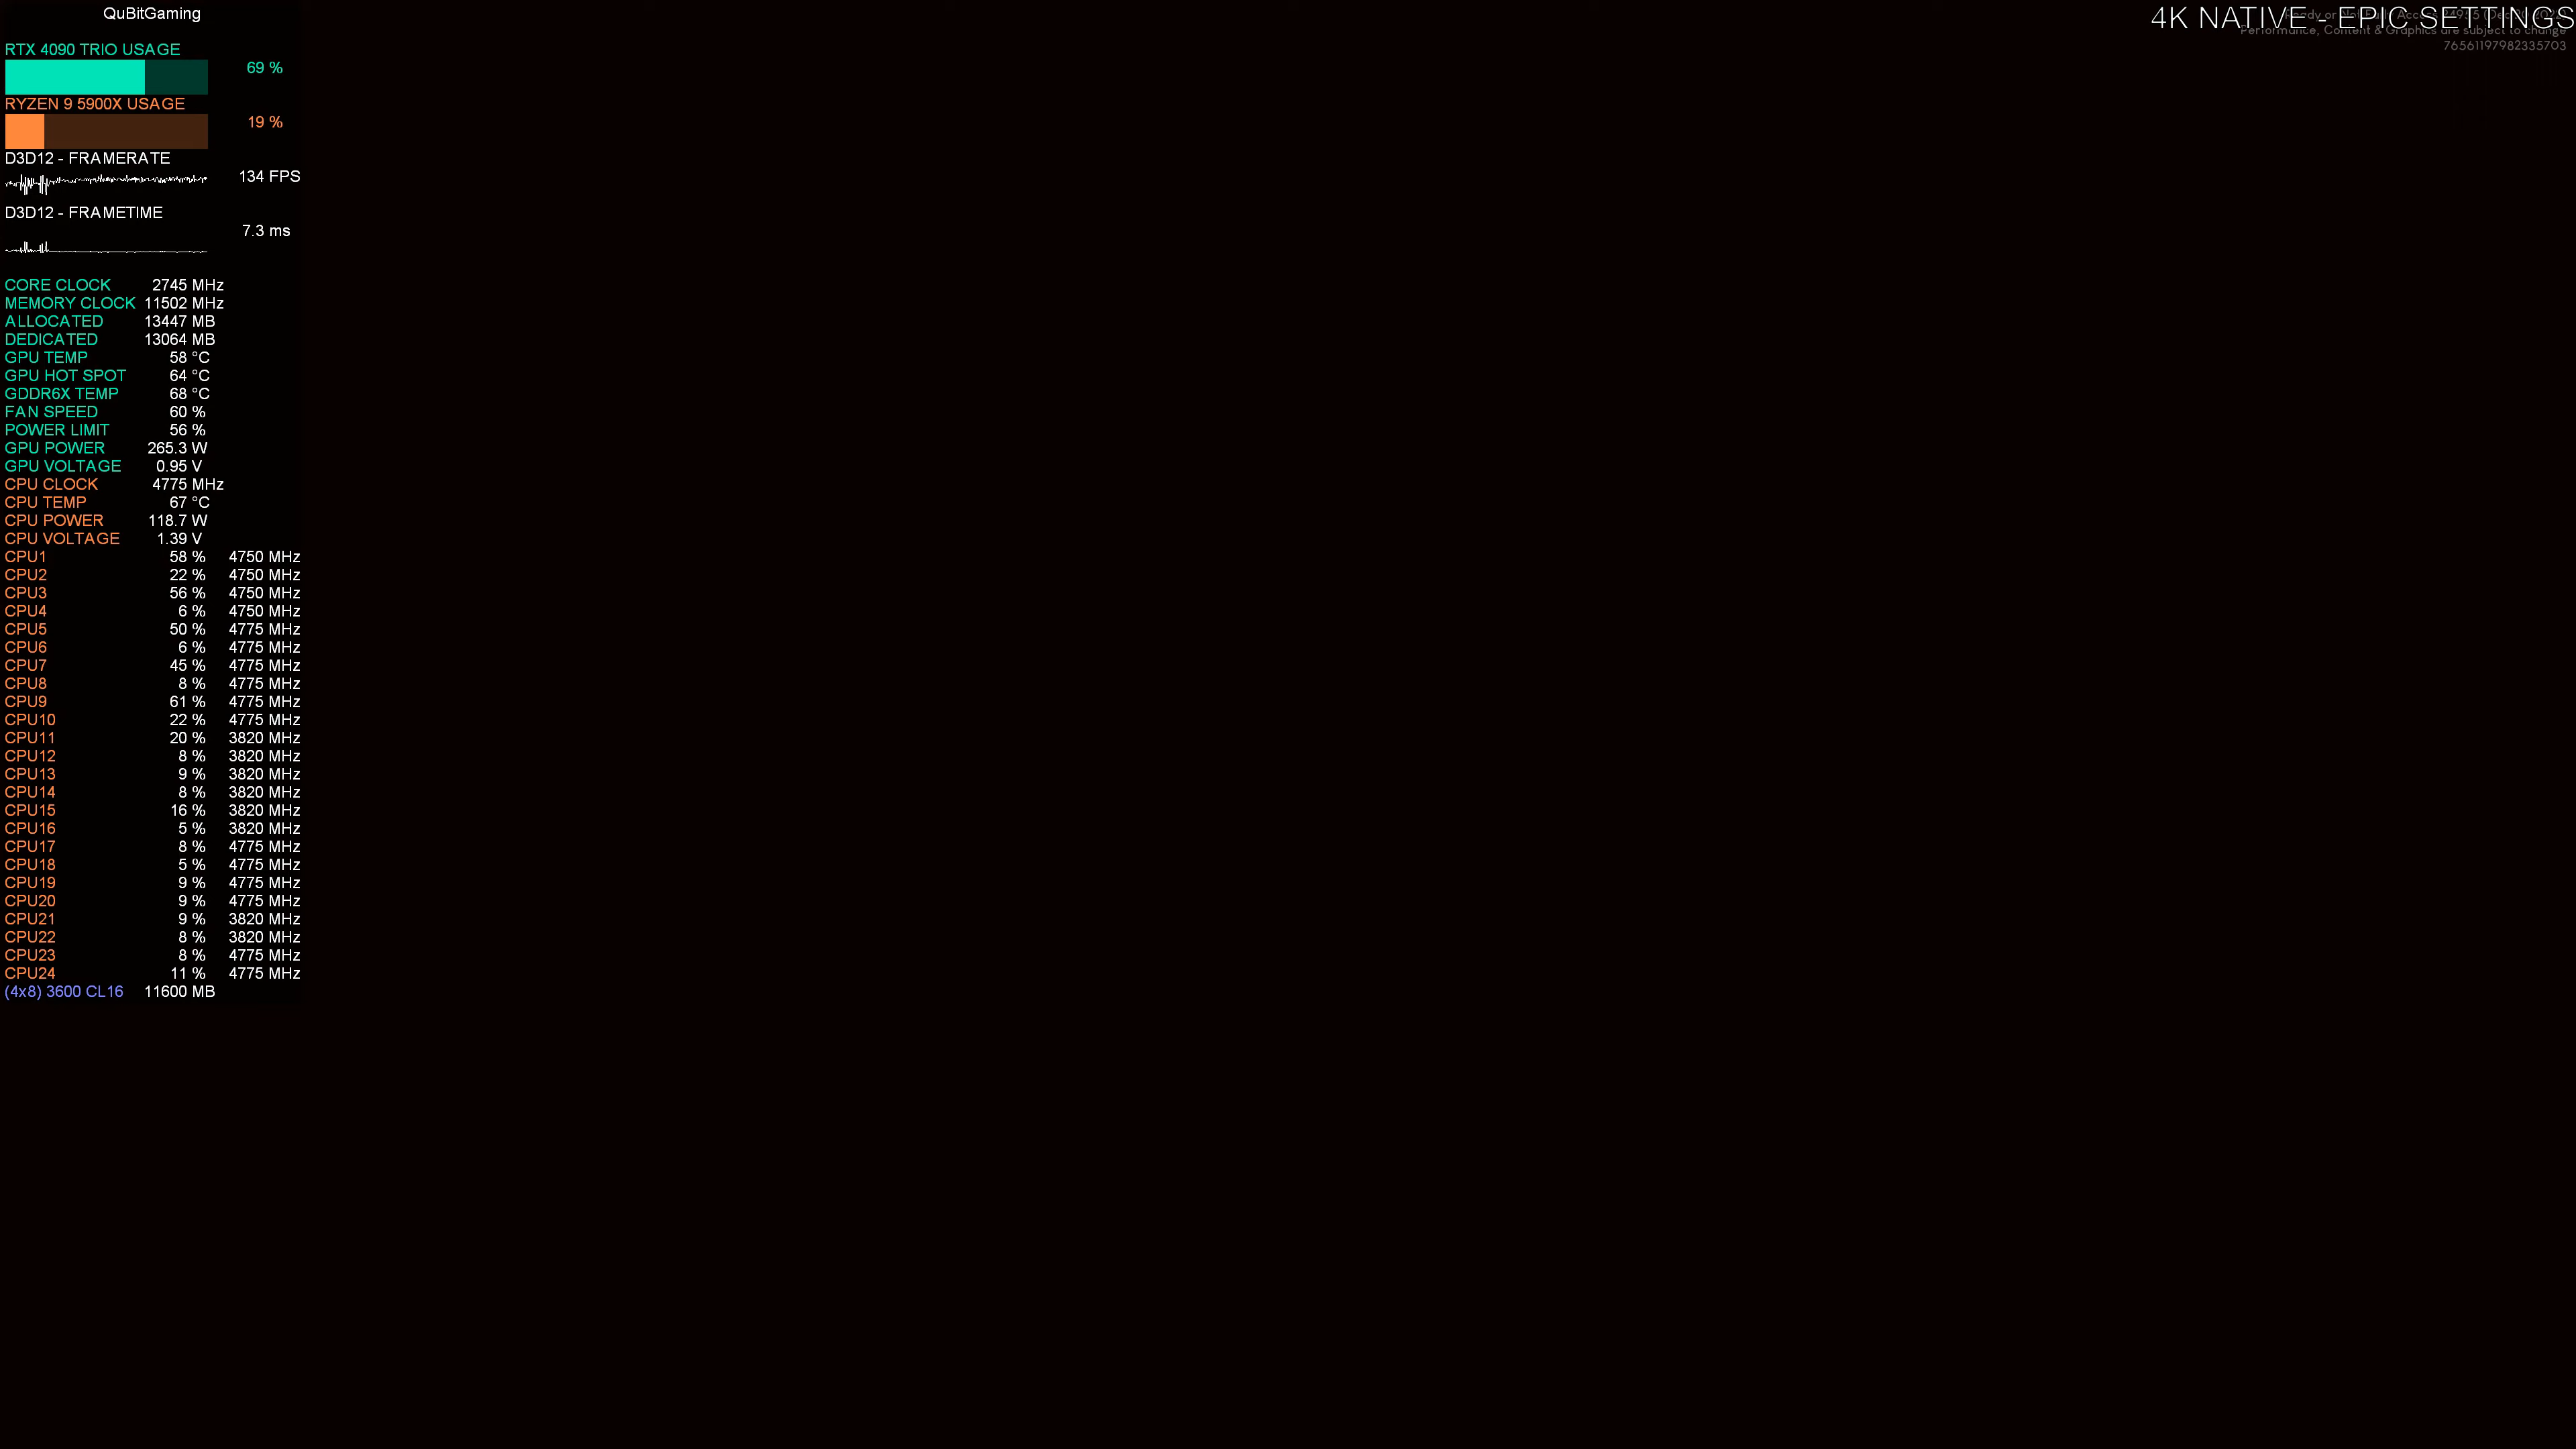 QuBitGaming
4K NATIVE - EPIC SETTINGS
Performance, Content & Graphics are subject to change
76561197982335703
RTX 4090 TRIO USAGE
69 %
RYZEN 9 5900X USAGE
19 %
D3D12 - FRAMERATE
134 FPS
D3D12 - FRAMETIME
7.3 ms
CORE CLOCK 2745 MHz
MEMORY CLOCK 11502 MHz
ALLOCATED 13447 MB
DEDICATED 13064 MB
GPU TEMP 58 °C
GPU HOT SPOT 64 °C
GDDR6X TEMP 68 °C
FAN SPEED 60 %
POWER LIMIT 56 %
GPU POWER 265.3 W
GPU VOLTAGE 0.95 V
CPU CLOCK 4775 MHz
CPU TEMP 67 °C
CPU POWER 118.7 W
CPU VOLTAGE 1.39 V
CPU1 58 % 4750 MHz
CPU2 22 % 4750 MHz
CPU3 56 % 4750 MHz
CPU4 6 % 4750 MHz
CPU5 50 % 4775 MHz
CPU6 6 % 4775 MHz
CPU7 45 % 4775 MHz
CPU8 8 % 4775 MHz
CPU9 61 % 4775 MHz
CPU10 22 % 4775 MHz
CPU11 20 % 3820 MHz
CPU12 8 % 3820 MHz
CPU13 9 % 3820 MHz
CPU14 8 % 3820 MHz
CPU15 16 % 3820 MHz
CPU16 5 % 3820 MHz
CPU17 8 % 4775 MHz
CPU18 5 % 4775 MHz
CPU19 9 % 4775 MHz
CPU20 9 % 4775 MHz
CPU21 9 % 3820 MHz
CPU22 8 % 3820 MHz
CPU23 8 % 4775 MHz
CPU24 11 % 4775 MHz
(4x8) 3600 CL16 11600 MB